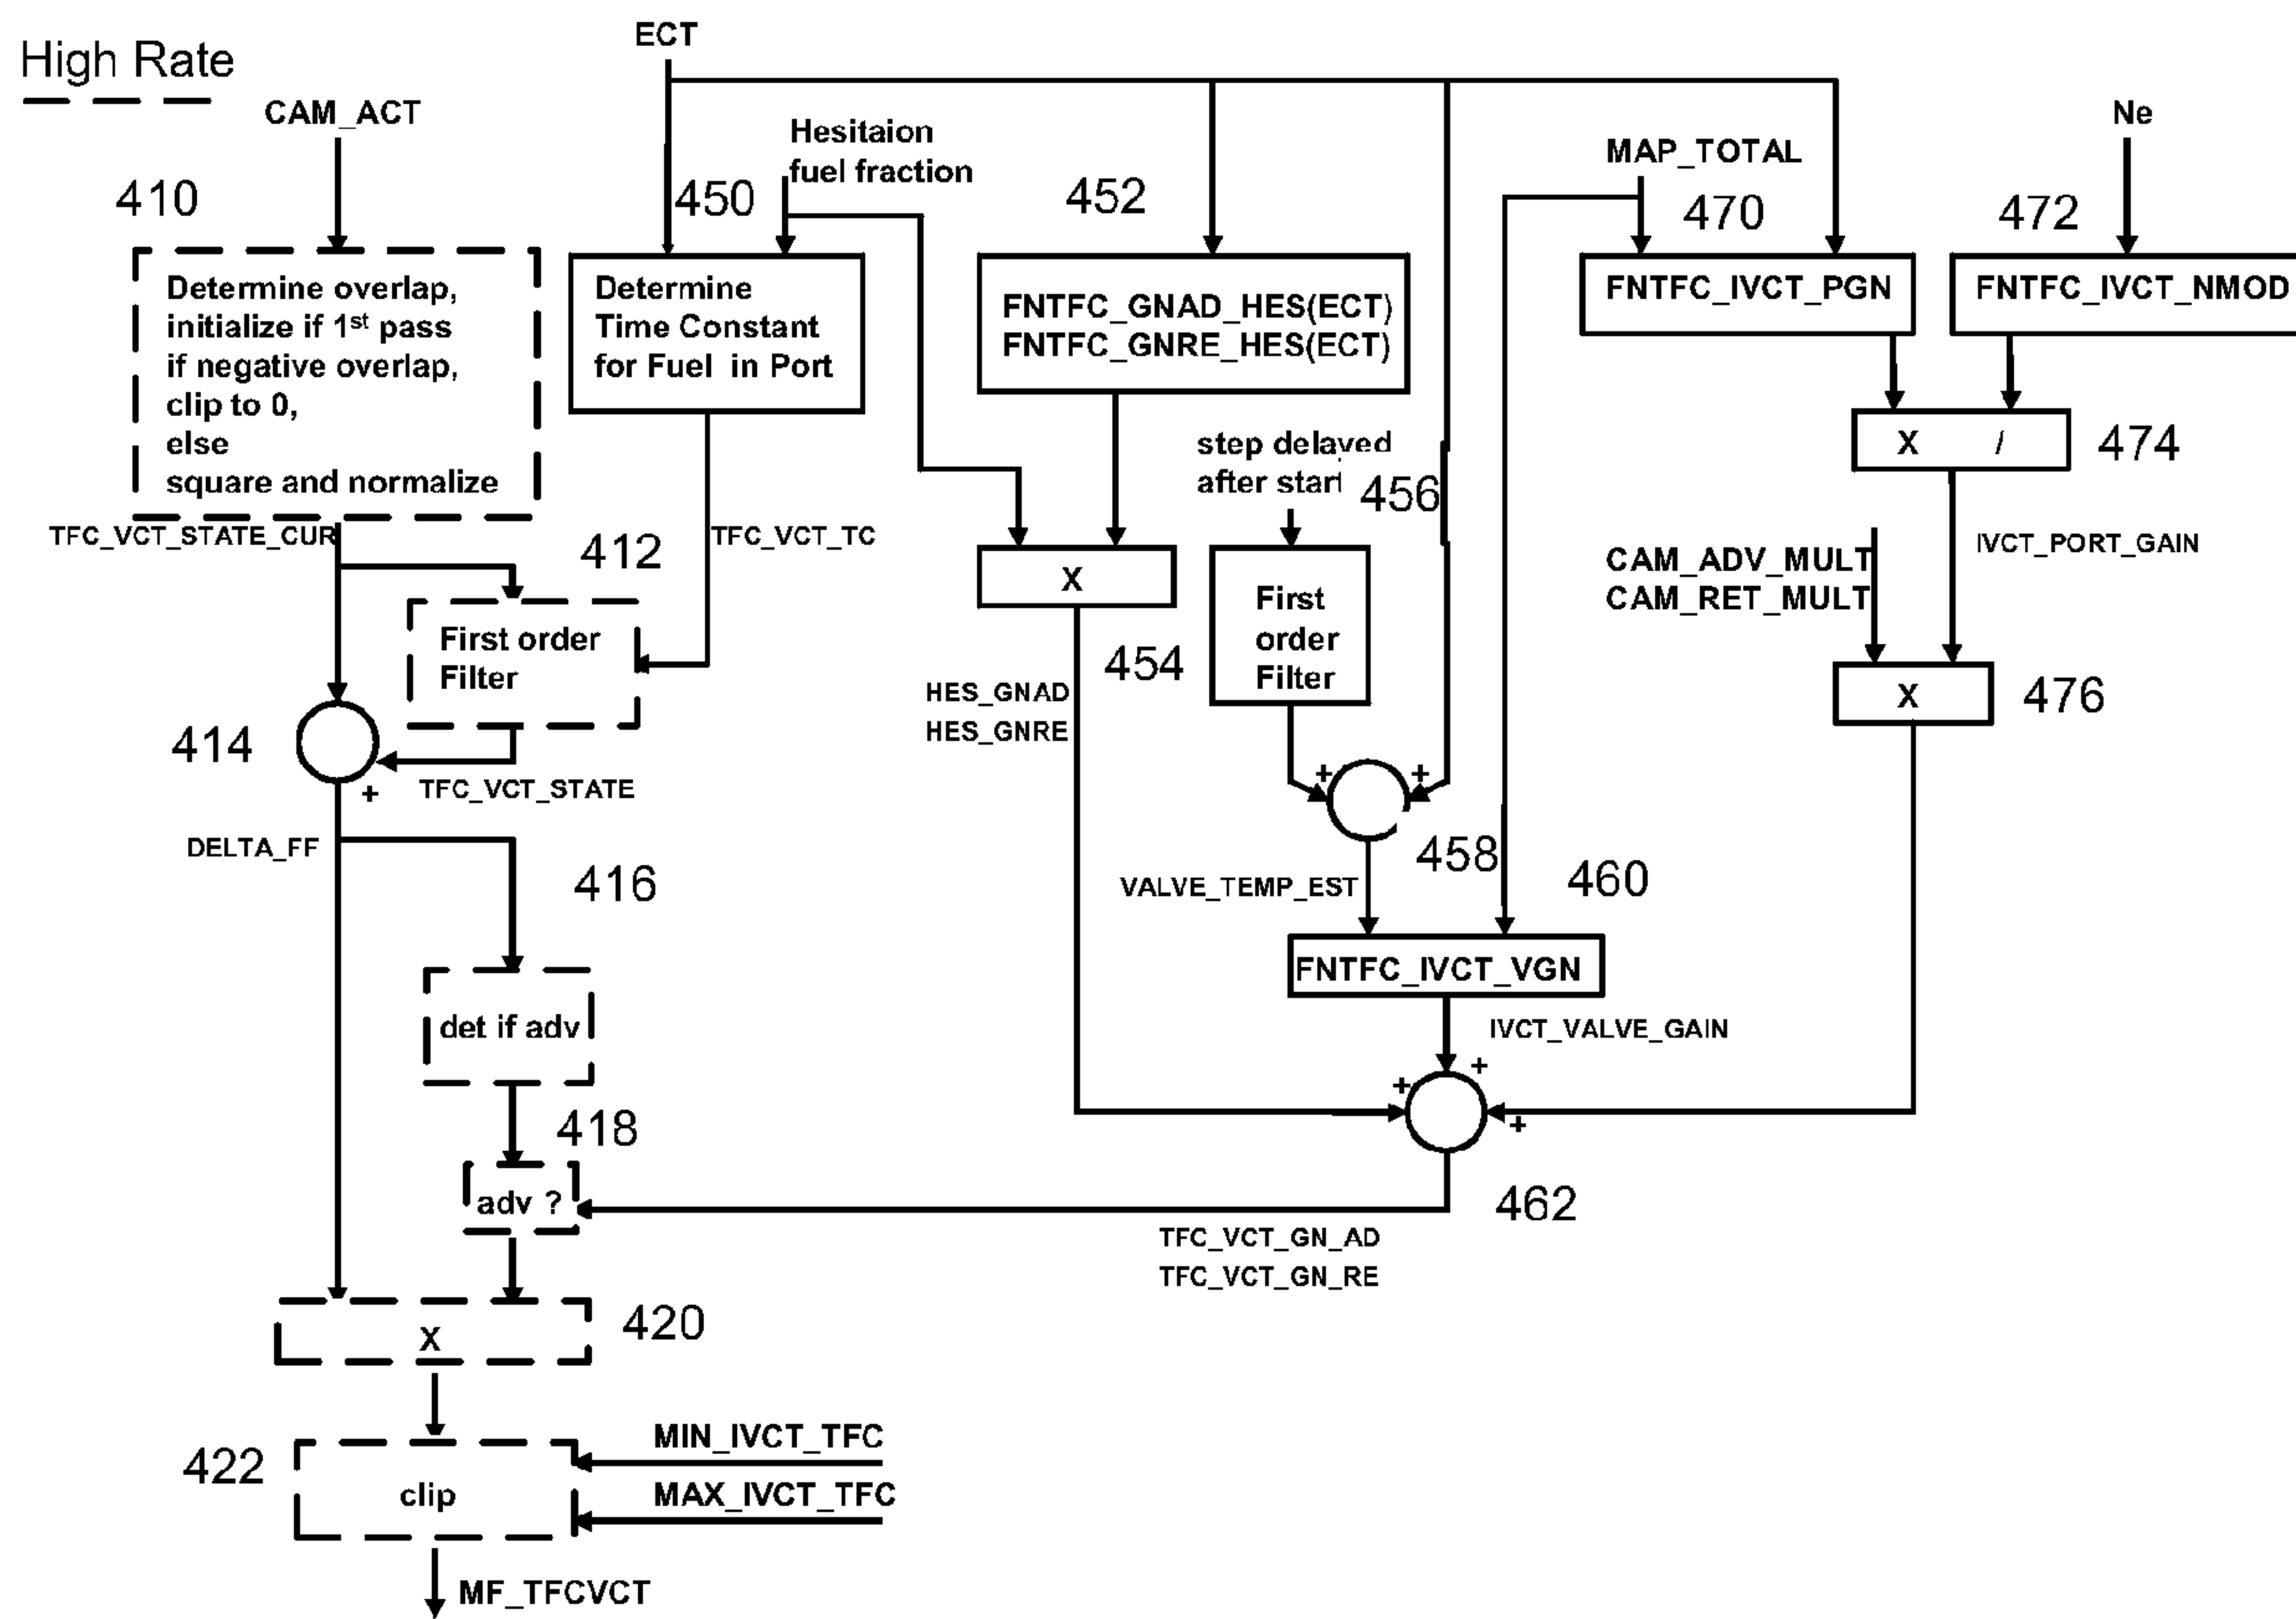 High Rate
ECT
CAM_ACT
Hesitaion
fuel fraction
Ne
MAP_TOTAL
410
450
452
470
472
Determine overlap,
initialize if 1st pass
if negative overlap,
clip to 0,
else
square and normalize
Determine
Time Constant
for Fuel in Port
FNTFC_GNAD_HES(ECT)
FNTFC_GNRE_HES(ECT)
FNTFC_IVCT_PGN
FNTFC_IVCT_NMOD
X /
474
step delayed
after start
456
TFC_VCT_STATE_CUR
412
TFC_VCT_TC
IVCT_PORT_GAIN
CAM_ADV_MULT
CAM_RET_MULT
X
First
order
Filter
First order
Filter
454
X
476
HES_GNAD
HES_GNRE
414
+
TFC_VCT_STATE
+ +
DELTA_FF
416
458
460
VALVE_TEMP_EST
FNTFC_IVCT_VGN
det if adv
IVCT_VALVE_GAIN
+
+
+
418
adv ?
462
TFC_VCT_GN_AD
TFC_VCT_GN_RE
X
420
MIN_IVCT_TFC
422
clip
MAX_IVCT_TFC
MF_TFCVCT